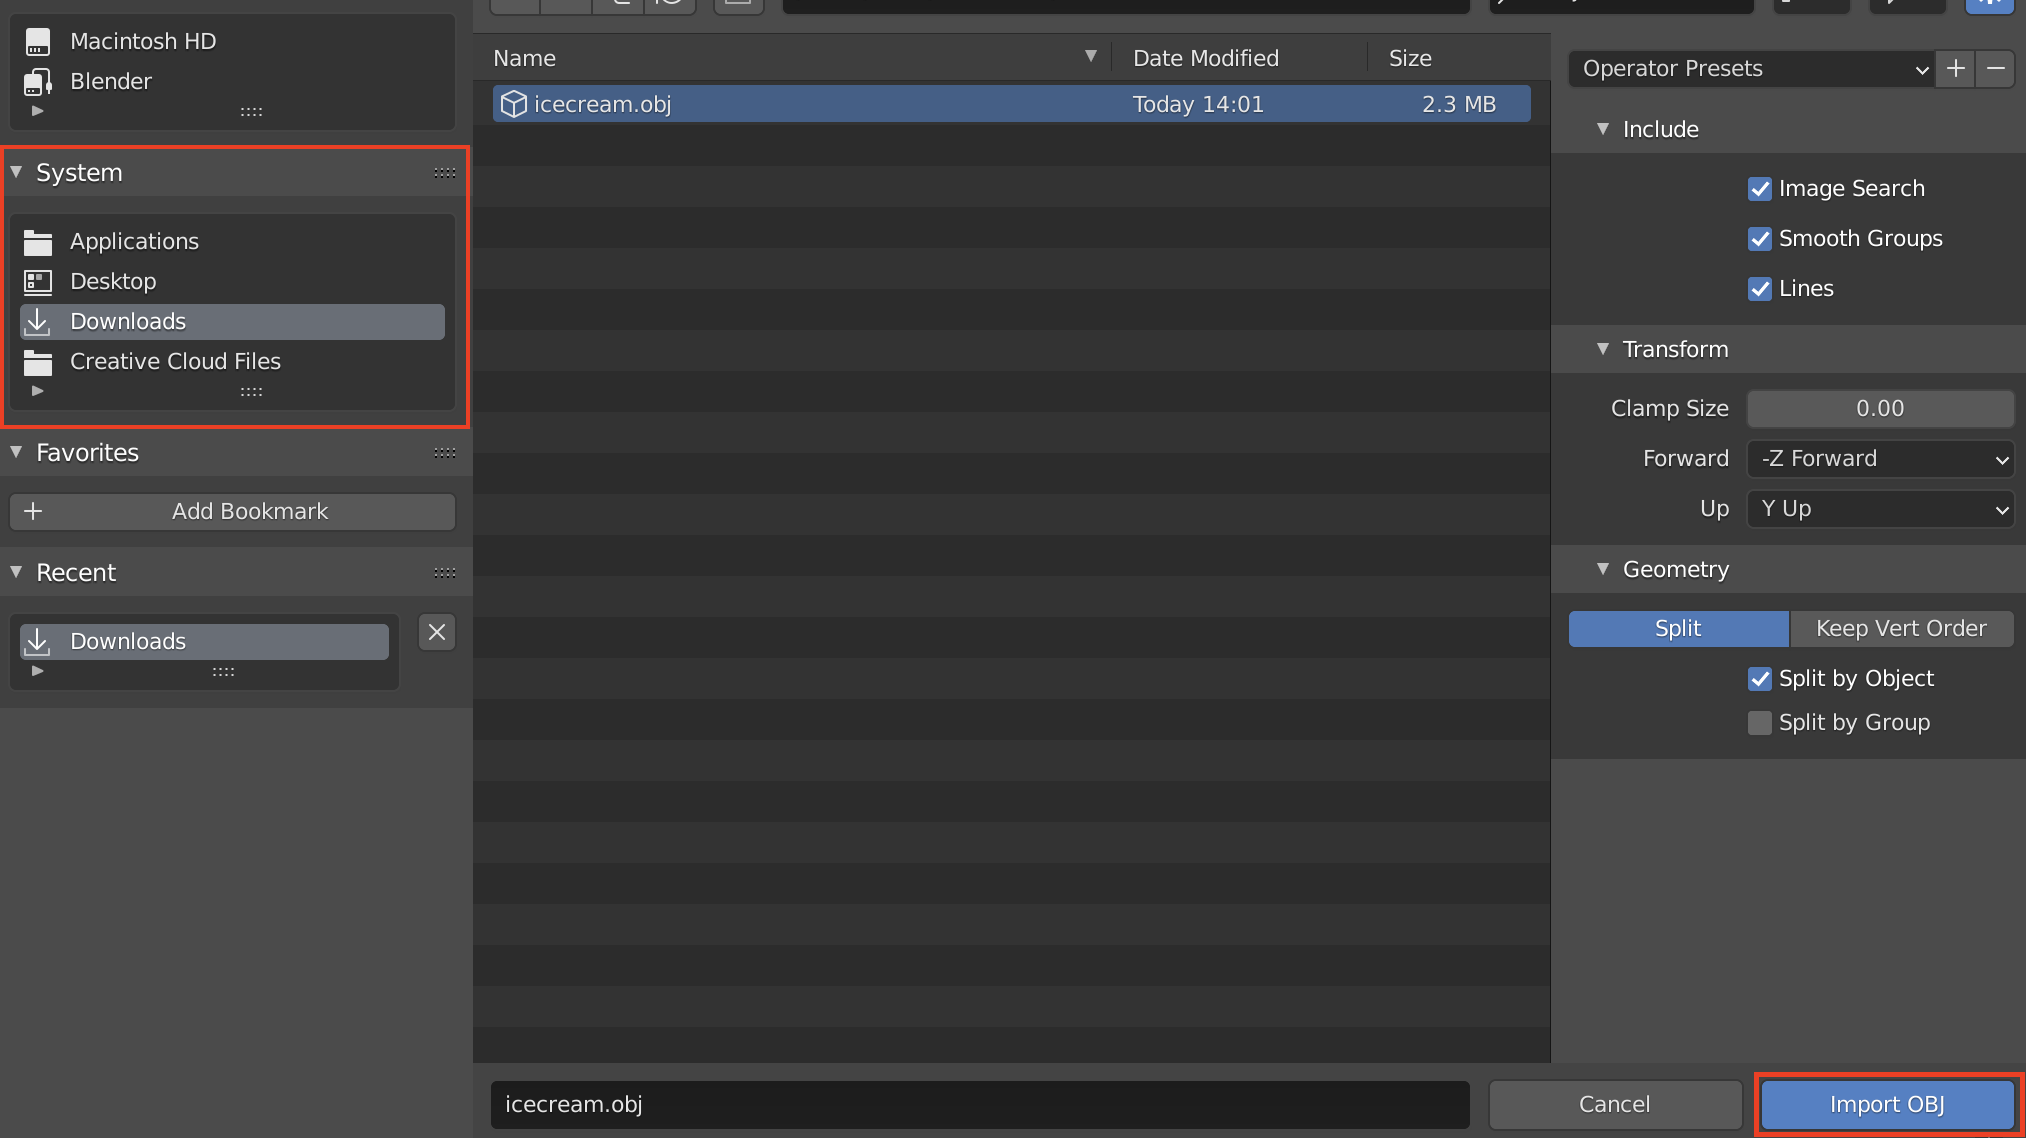 Macintosh HD
Blender
System
Applications
Desktop
Downloads
Creative Cloud Files
Favorites
Add Bookmark
Recent
Downloads
Name Date Modified Size
icecream.obj Today 14:01 2.3 MB
icecream.obj
Cancel
Import OBJ
Operator Presets
Include
Image Search
Smooth Groups
Lines
Transform
Clamp Size 0.00
Forward -Z Forward
Up Y Up
Geometry
Split Keep Vert Order
Split by Object
Split by Group